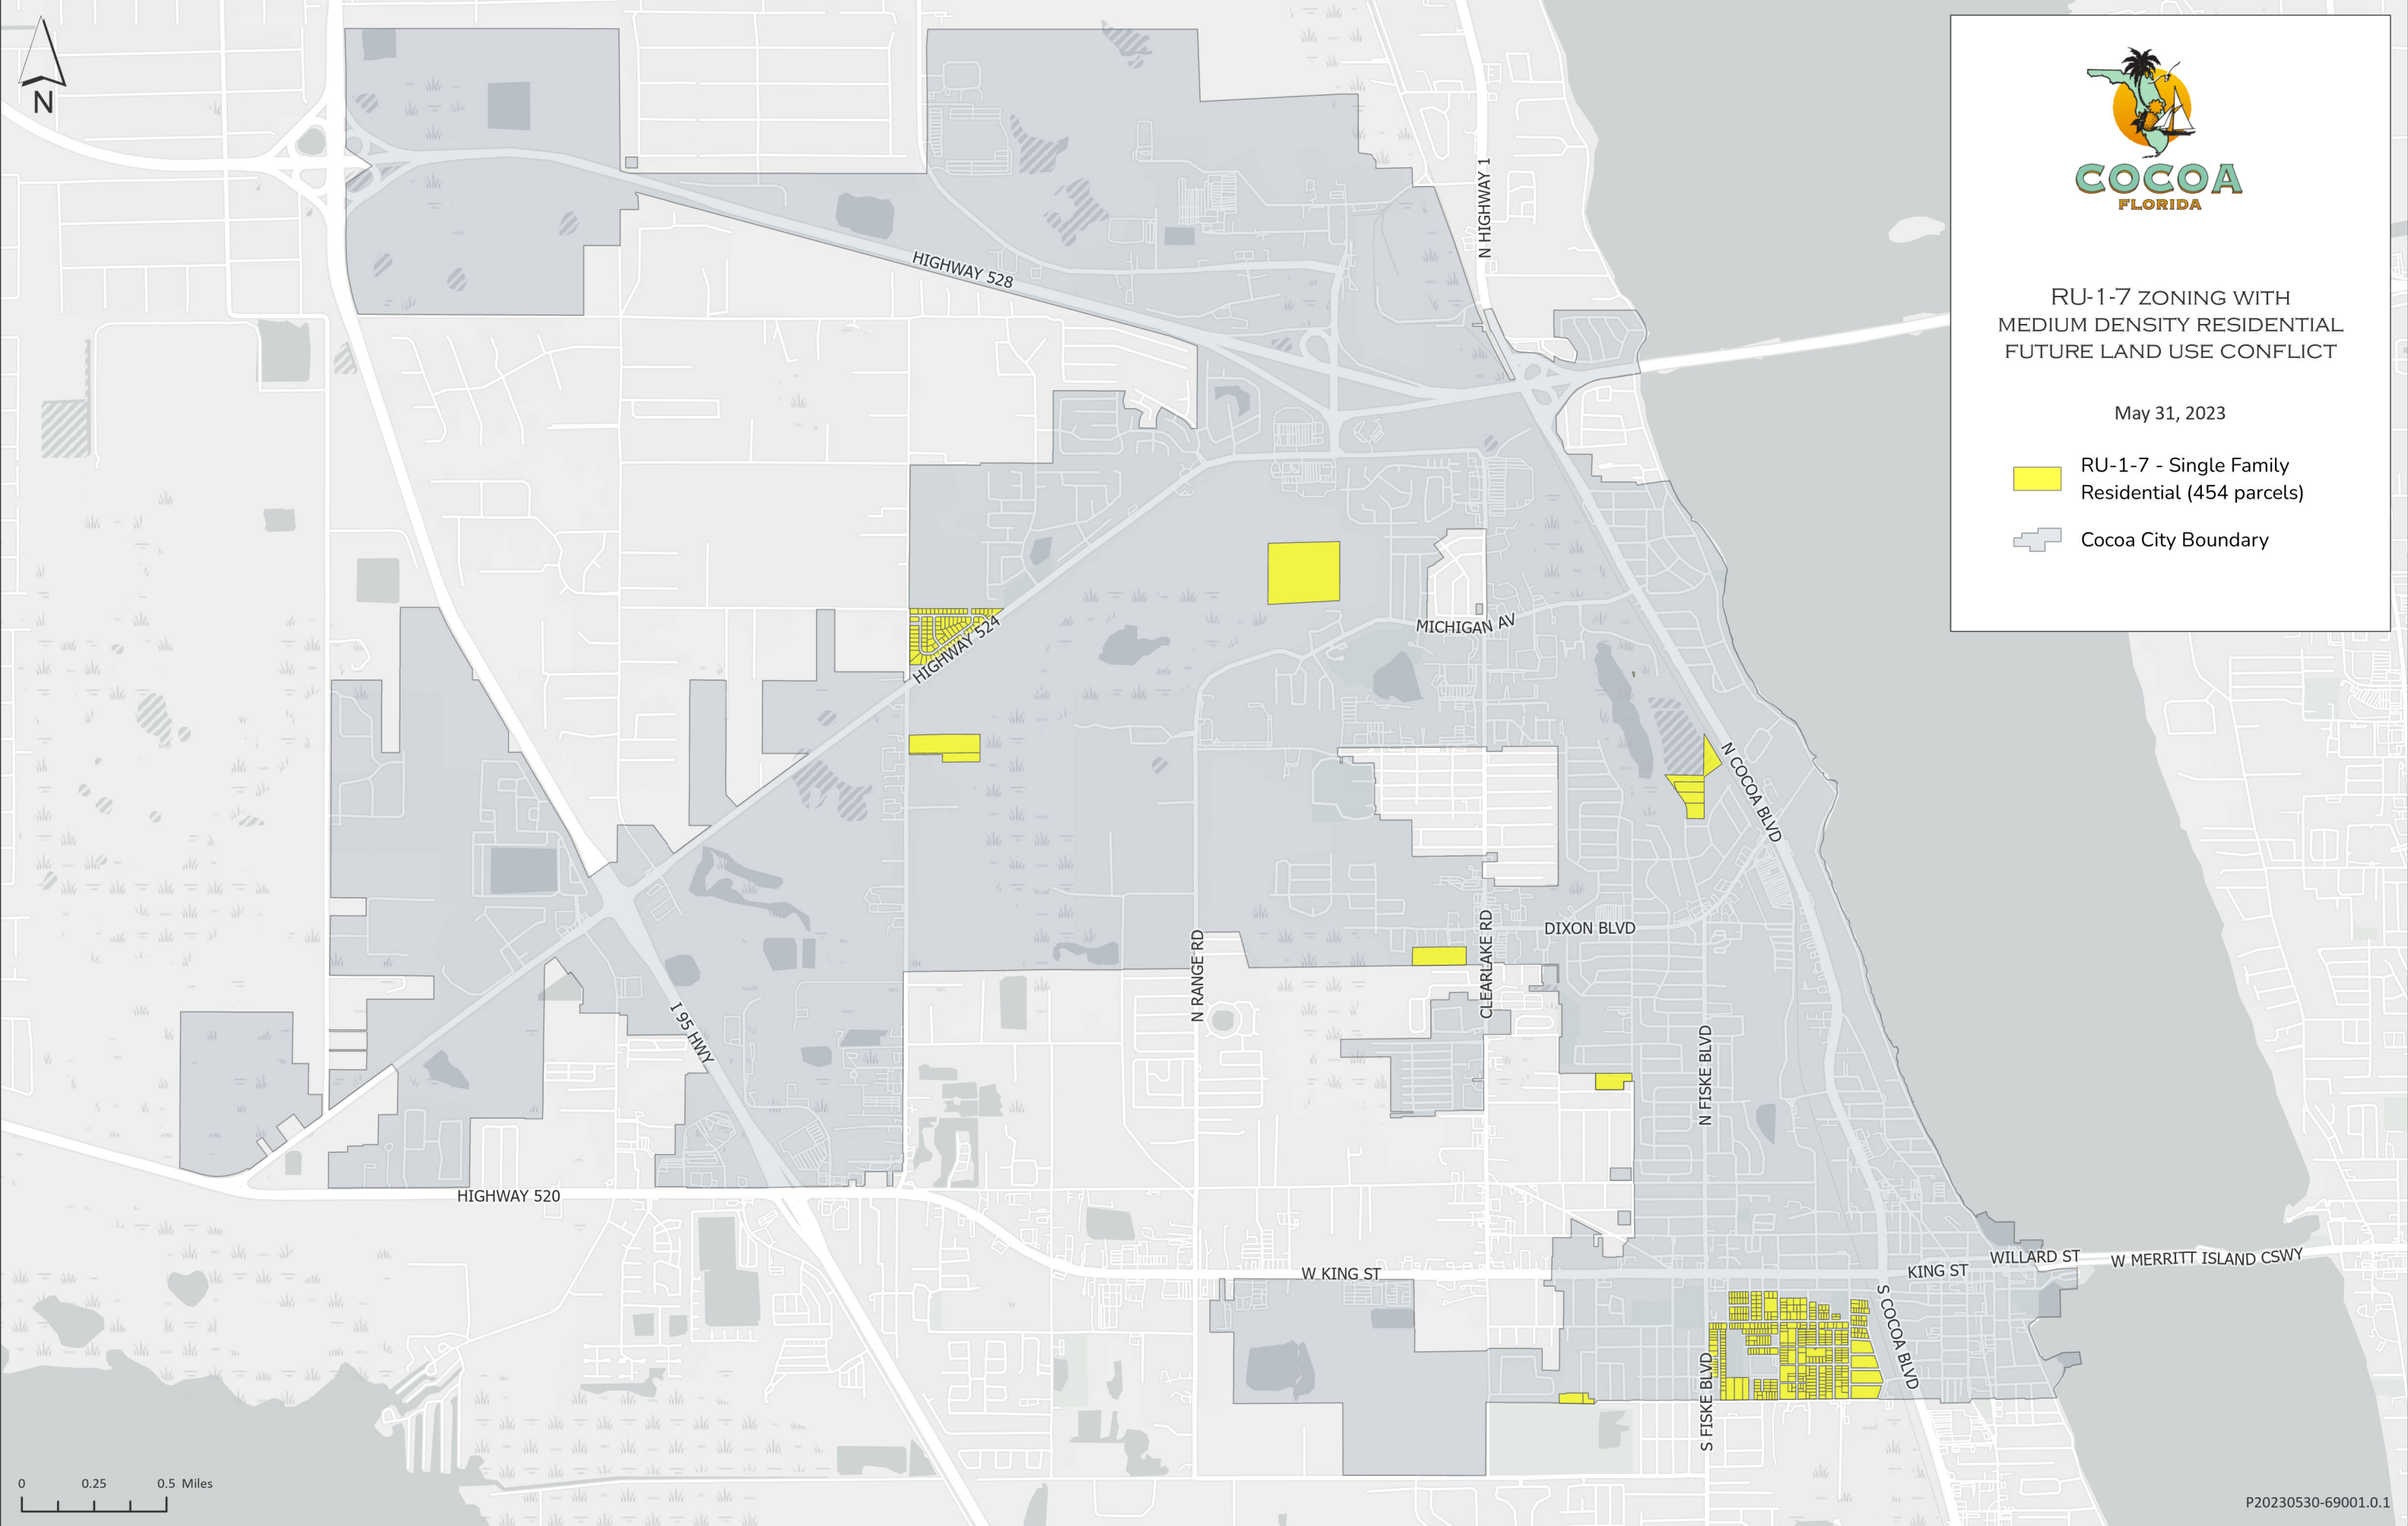 N
COCOA
FLORIDA
RU-1-7 ZONING WITH
MEDIUM DENSITY RESIDENTIAL
FUTURE LAND USE CONFLICT
May 31, 2023
RU-1-7 - Single Family
Residential (454 parcels)
Cocoa City Boundary
N HIGHWAY 1
HIGHWAY 528
HIGHWAY 524
MICHIGAN AV
N COCOA BLVD
DIXON BLVD
CLEARLAKE RD
N RANGE RD
I 95 HWY
N FISKE BLVD
HIGHWAY 520
W KING ST
KING ST
WILLARD ST
W MERRITT ISLAND CSWY
S COCOA BLVD
S FISKE BLVD
0 0.25 0.5 Miles
P20230530-69001.0.1